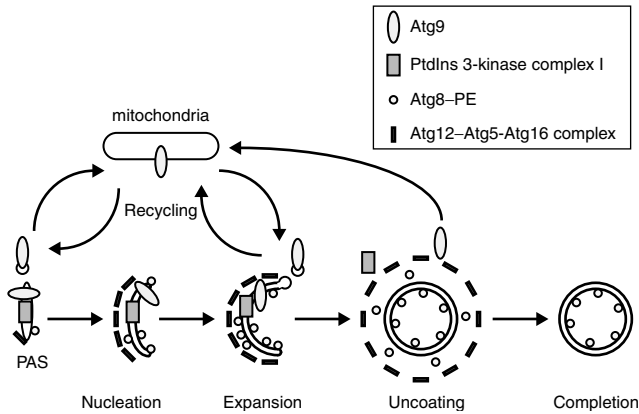 Atg9
PtdIns 3-kinase complex I
Atg8–PE
Atg12–Atg5-Atg16 complex
mitochondria
Recycling
PAS
Nucleation
Expansion
Uncoating
Completion